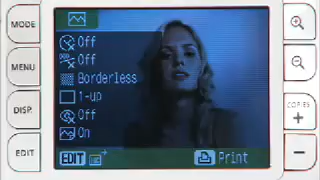 MODE
MENU
DISP.
EDIT
Off
Off
Borderless
1-up
Off
On
EDIT
Print
COPIES
+
-